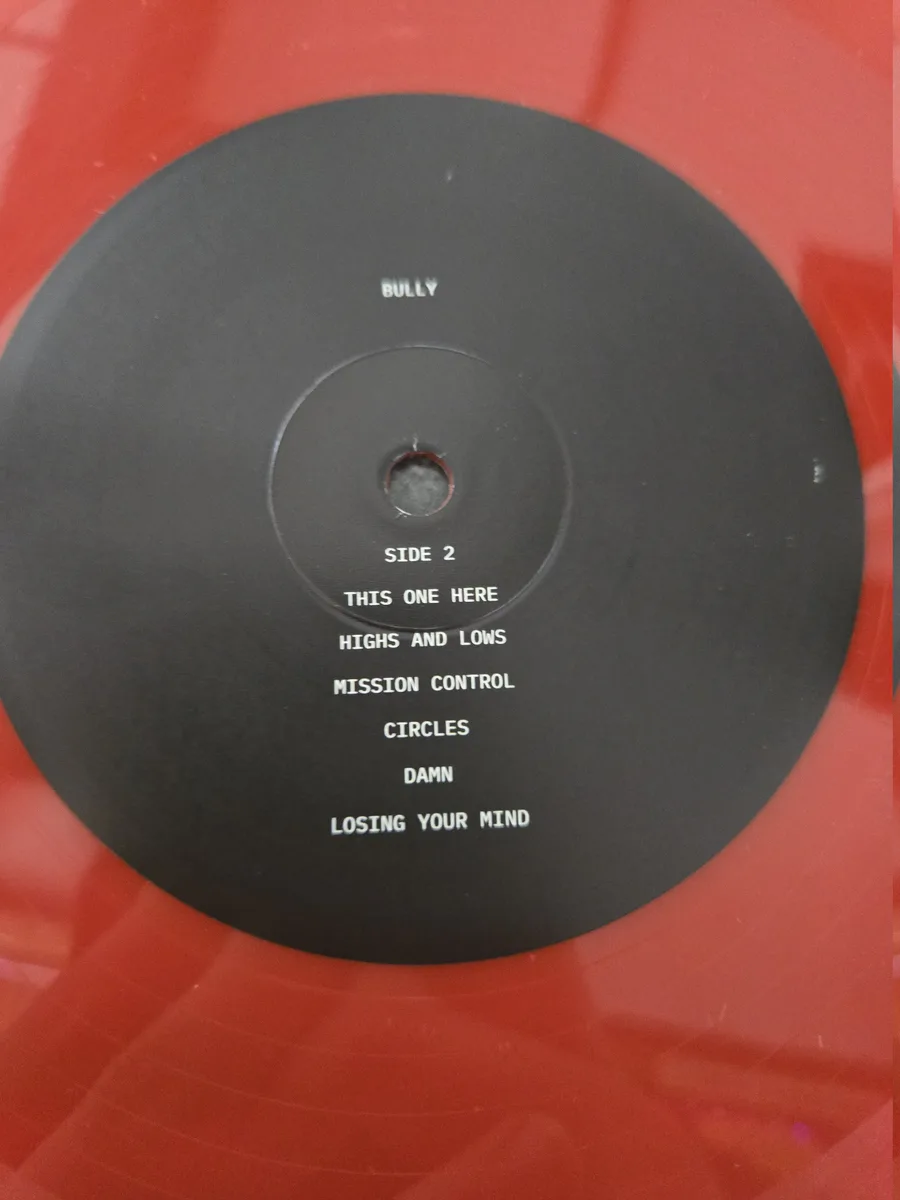 BULLY
SIDE 2
THIS ONE HERE
HIGHS AND LOWS
MISSION CONTROL
CIRCLES
DAMN
LOSING YOUR MIND